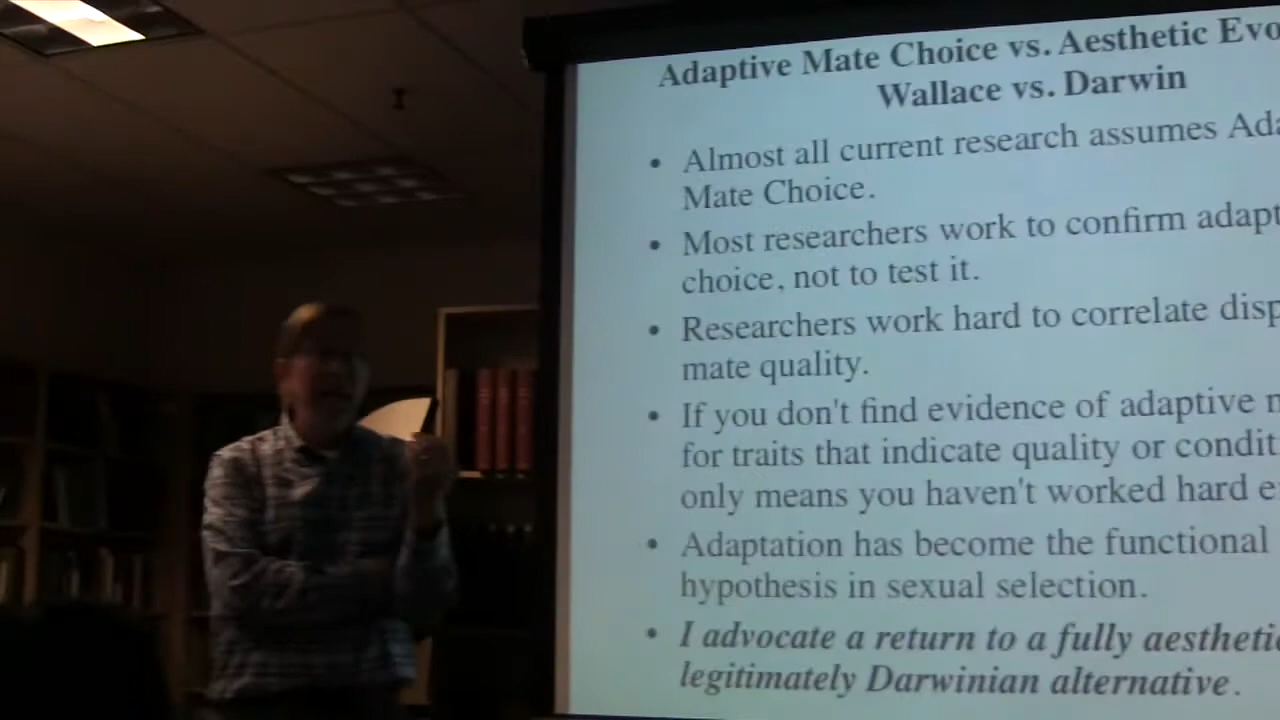 Adaptive Mate Choice vs. Aesthetic Evo
Wallace vs. Darwin
• Almost all current research assumes Ada
Mate Choice.
• Most researchers work to confirm adapt
choice, not to test it.
• Researchers work hard to correlate disp
mate quality.
• If you don't find evidence of adaptive m
for traits that indicate quality or condit
only means you haven't worked hard e
• Adaptation has become the functional
hypothesis in sexual selection.
• I advocate a return to a fully aestheti
legitimately Darwinian alternative.